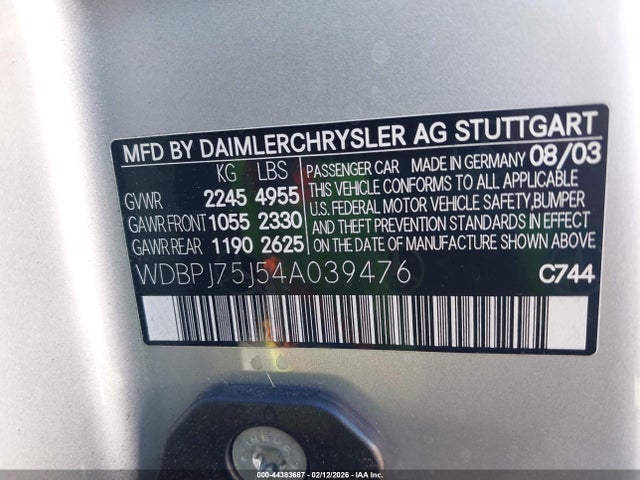 MFD BY DAIMLERCHRYSLER AG STUTTGART
KG LBS
GVWR 2245 4955
GAWR FRONT 1055 2330
GAWR REAR 1190 2625
PASSENGER CAR MADE IN GERMANY 08/03
THIS VEHICLE CONFORMS TO ALL APPLICABLE
U.S. FEDERAL MOTOR VEHICLE SAFETY,BUMPER
AND THEFT PREVENTION STANDARDS IN EFFECT
ON THE DATE OF MANUFACTURE SHOWN ABOVE.
WDBPJ75J54A039476
C744
000-44383687 - 02/12/2026 - IAA Inc.